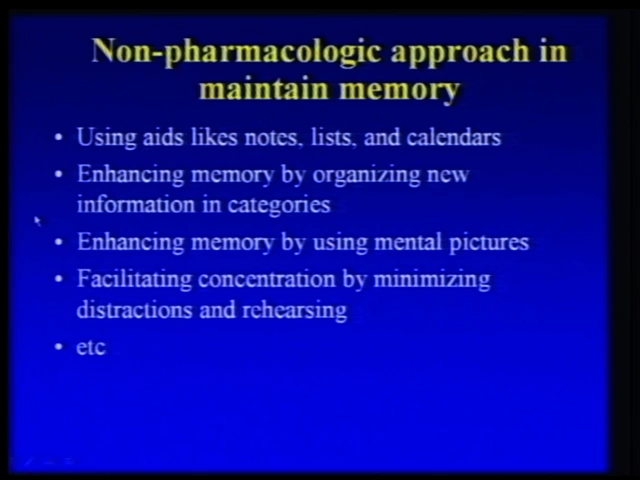 Non-pharmacologic approach in
maintain memory
• Using aids likes notes, lists, and calendars
• Enhancing memory by organizing new
information in categories
• Enhancing memory by using mental pictures
• Facilitating concentration by minimizing
distractions and rehearsing
• etc